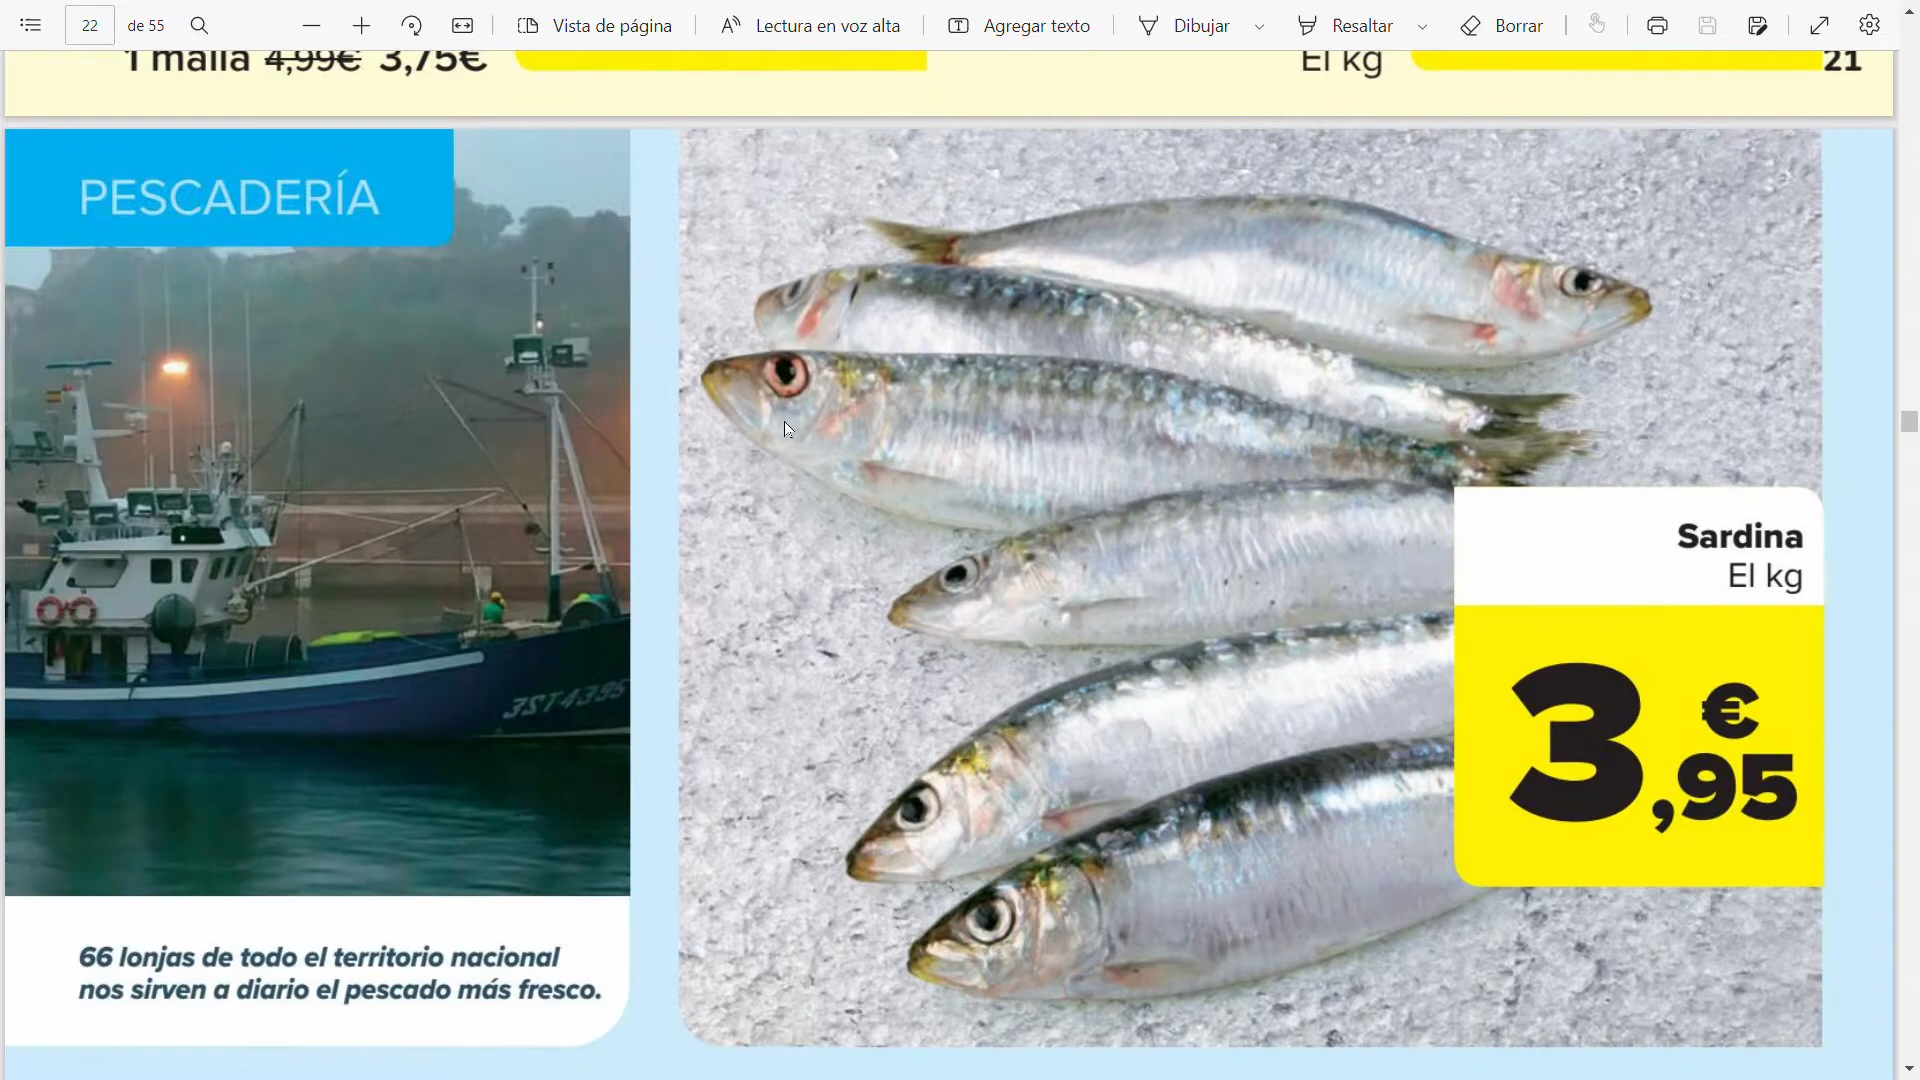 22 de 55
Vista de página
Lectura en voz alta
Agregar texto
Dibujar
Resaltar
Borrar
1 malla 4,99€ 3,75€
El kg
21
PESCADERÍA
3ST4395
Sardina
El kg
3,95 €
66 lonjas de todo el territorio nacional
nos sirven a diario el pescado más fresco.